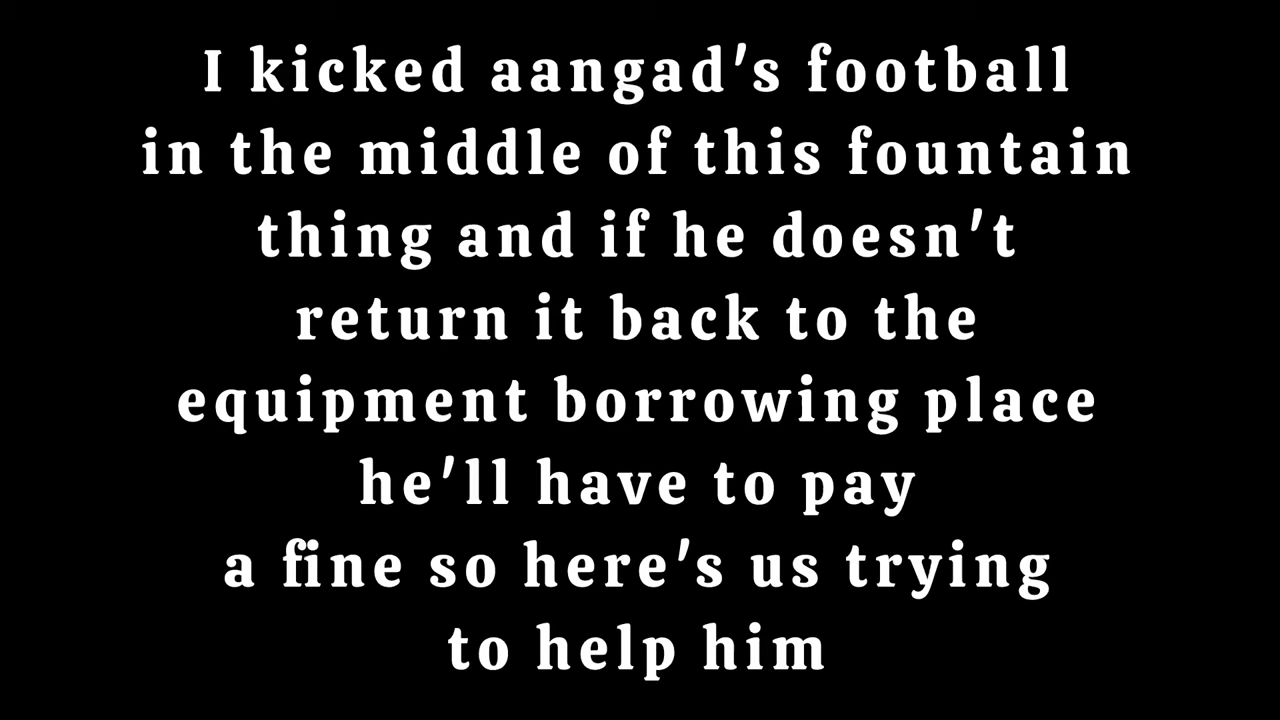 I kicked aangad's football
in the middle of this fountain
thing and if he doesn't
return it back to the
equipment borrowing place
he'll have to pay
a fine so here's us trying
to help him